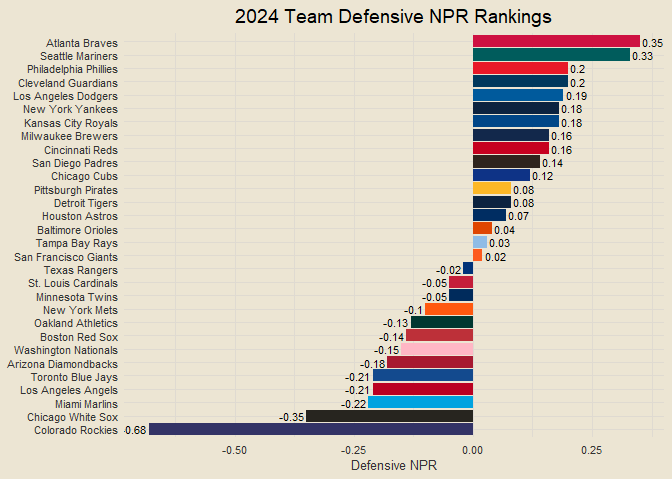 2024 Team Defensive NPR Rankings
Atlanta Braves 0.35
Seattle Mariners 0.33
Philadelphia Phillies 0.2
Cleveland Guardians 0.2
Los Angeles Dodgers 0.19
New York Yankees 0.18
Kansas City Royals 0.18
Milwaukee Brewers 0.16
Cincinnati Reds 0.16
San Diego Padres 0.14
Chicago Cubs 0.12
Pittsburgh Pirates 0.08
Detroit Tigers 0.08
Houston Astros 0.07
Baltimore Orioles 0.04
Tampa Bay Rays 0.03
San Francisco Giants 0.02
Texas Rangers -0.02
St. Louis Cardinals -0.05
Minnesota Twins -0.05
New York Mets -0.1
Oakland Athletics -0.13
Boston Red Sox -0.14
Washington Nationals -0.15
Arizona Diamondbacks -0.18
Toronto Blue Jays -0.21
Los Angeles Angels -0.21
Miami Marlins -0.22
Chicago White Sox -0.35
Colorado Rockies -0.68
-0.50 -0.25 0.00 0.25
Defensive NPR